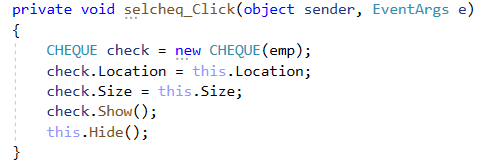 private void selcheq_Click(object sender, EventArgs e)
{
    CHEQUE check = new CHEQUE(emp);
    check.Location = this.Location;
    check.Size = this.Size;
    check.Show();
    this.Hide();
}